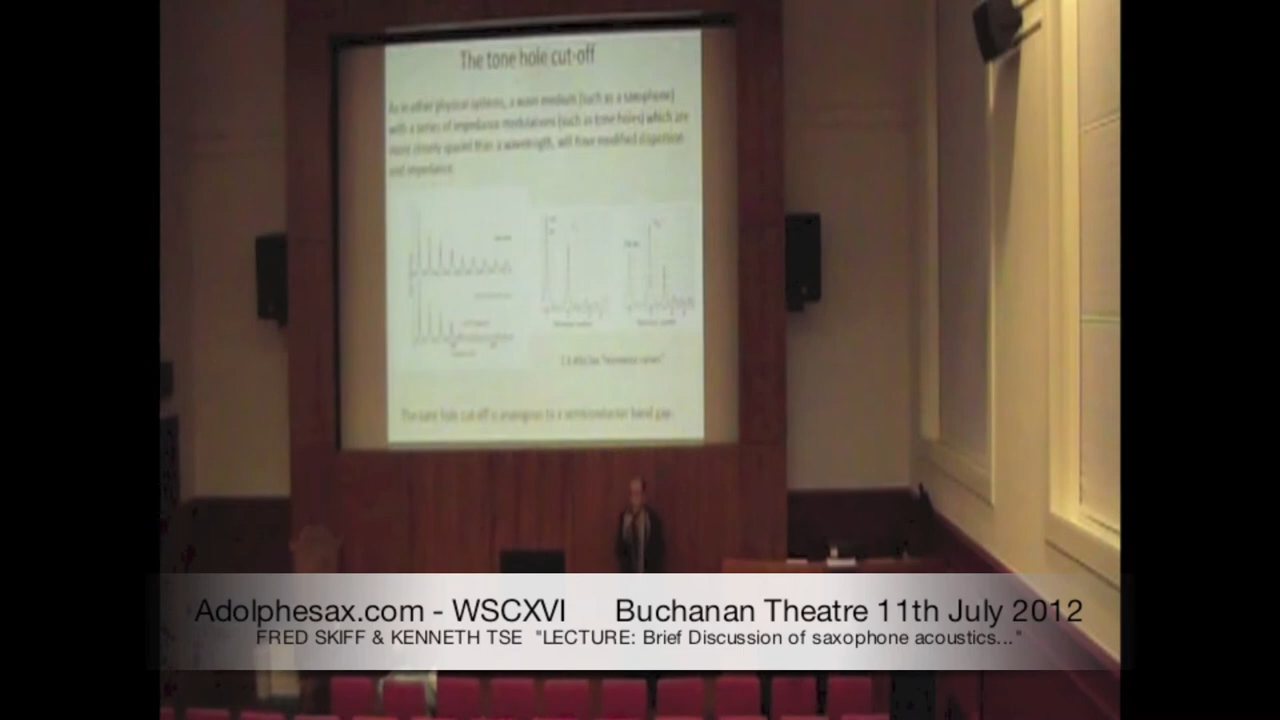 The tone hole cut-off
As in other physical systems, a wave medium (such as a saxophone)
with a series of impedance modulations (such as tone holes) which are
more closely spaced than a wavelength, will have modified dispersion
and impedance.
The tone hole cut-off is analogous to a semiconductor band gap.
Adolphesax.com - WSCXVI Buchanan Theatre 11th July 2012
FRED SKIFF & KENNETH TSE "LECTURE: Brief Discussion of saxophone acoustics..."